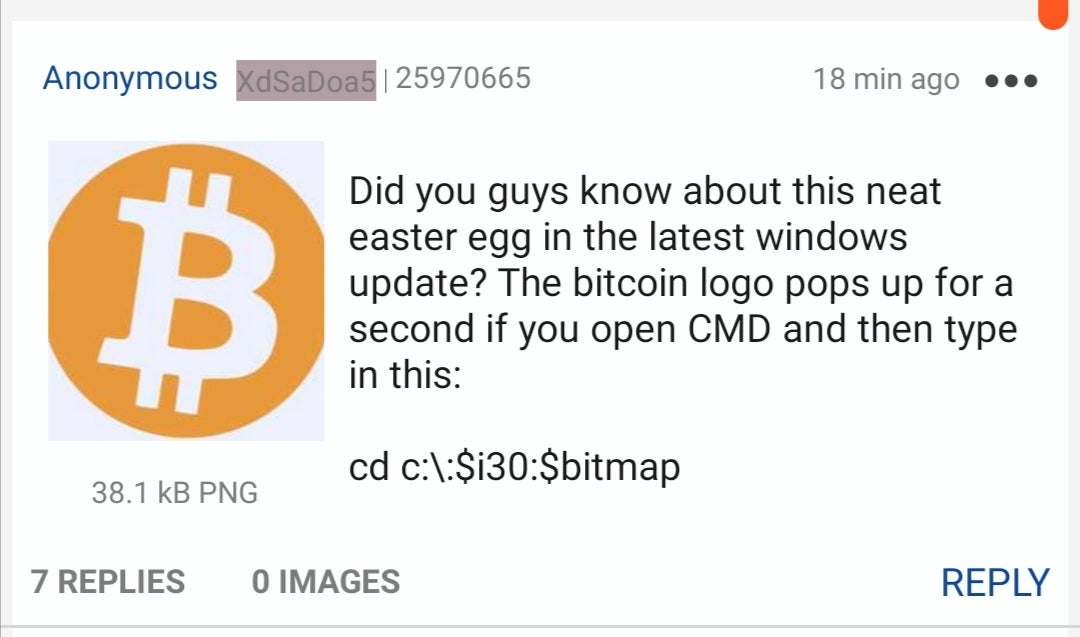 Anonymous XdSaDoa5 | 25970665 18 min ago
Did you guys know about this neat
easter egg in the latest windows
update? The bitcoin logo pops up for a
second if you open CMD and then type
in this:
cd c:\:$i30:$bitmap
38.1 kB PNG
7 REPLIES 0 IMAGES REPLY